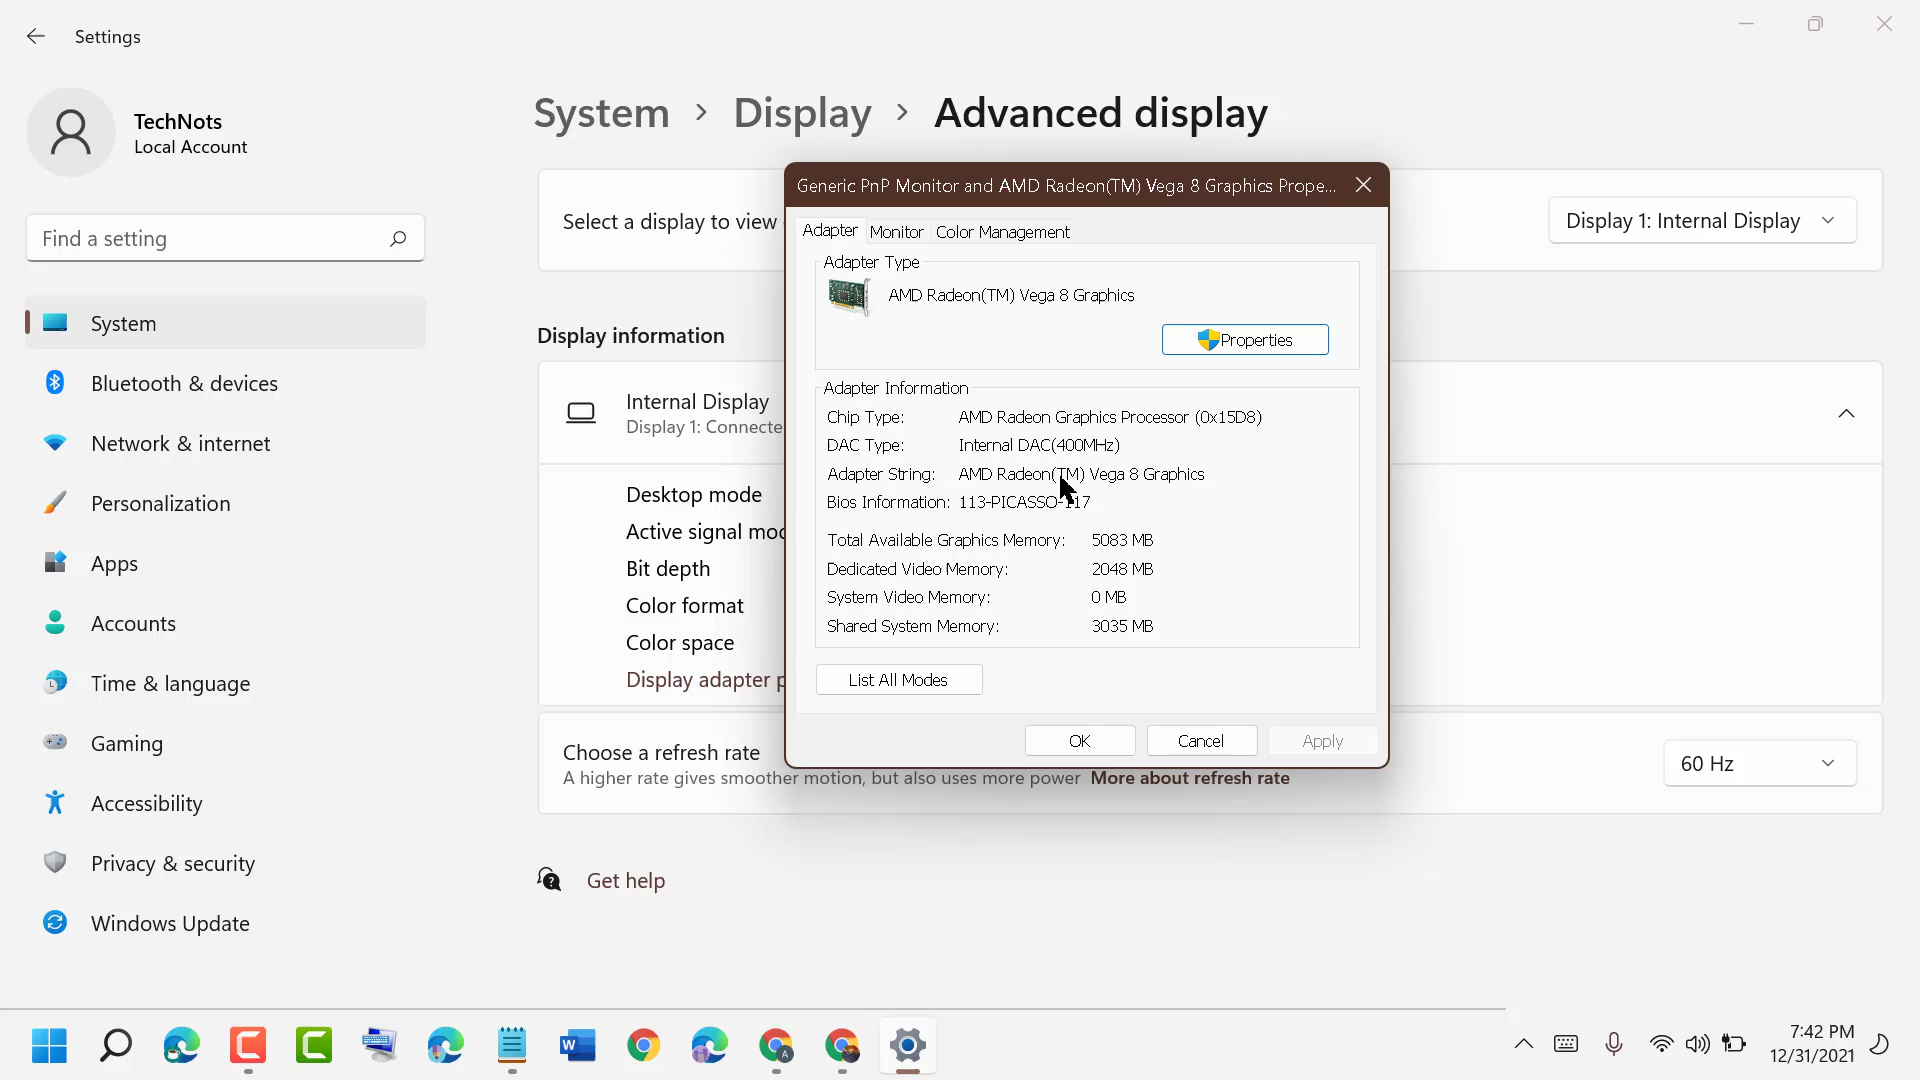 Settings
TechNots
Local Account
Find a setting
System
Bluetooth & devices
Network & internet
Personalization
Apps
Accounts
Time & language
Gaming
Accessibility
Privacy & security
Windows Update
System > Display > Advanced display
Select a display to view
Display 1: Internal Display
Display information
Internal Display
Display 1: Connecte
Desktop mode
Active signal mod
Bit depth
Color format
Color space
Display adapter p
Choose a refresh rate
A higher rate gives smoother motion, but also uses more power More about refresh rate
60 Hz
Get help
Generic PnP Monitor and AMD Radeon(TM) Vega 8 Graphics Prope...
Adapter Monitor Color Management
Adapter Type
AMD Radeon(TM) Vega 8 Graphics
Properties
Adapter Information
Chip Type: AMD Radeon Graphics Processor (0x15D8)
DAC Type: Internal DAC(400MHz)
Adapter String: AMD Radeon(TM) Vega 8 Graphics
Bios Information: 113-PICASSO-117
Total Available Graphics Memory: 5083 MB
Dedicated Video Memory: 2048 MB
System Video Memory: 0 MB
Shared System Memory: 3035 MB
List All Modes
OK Cancel Apply
7:42 PM
12/31/2021